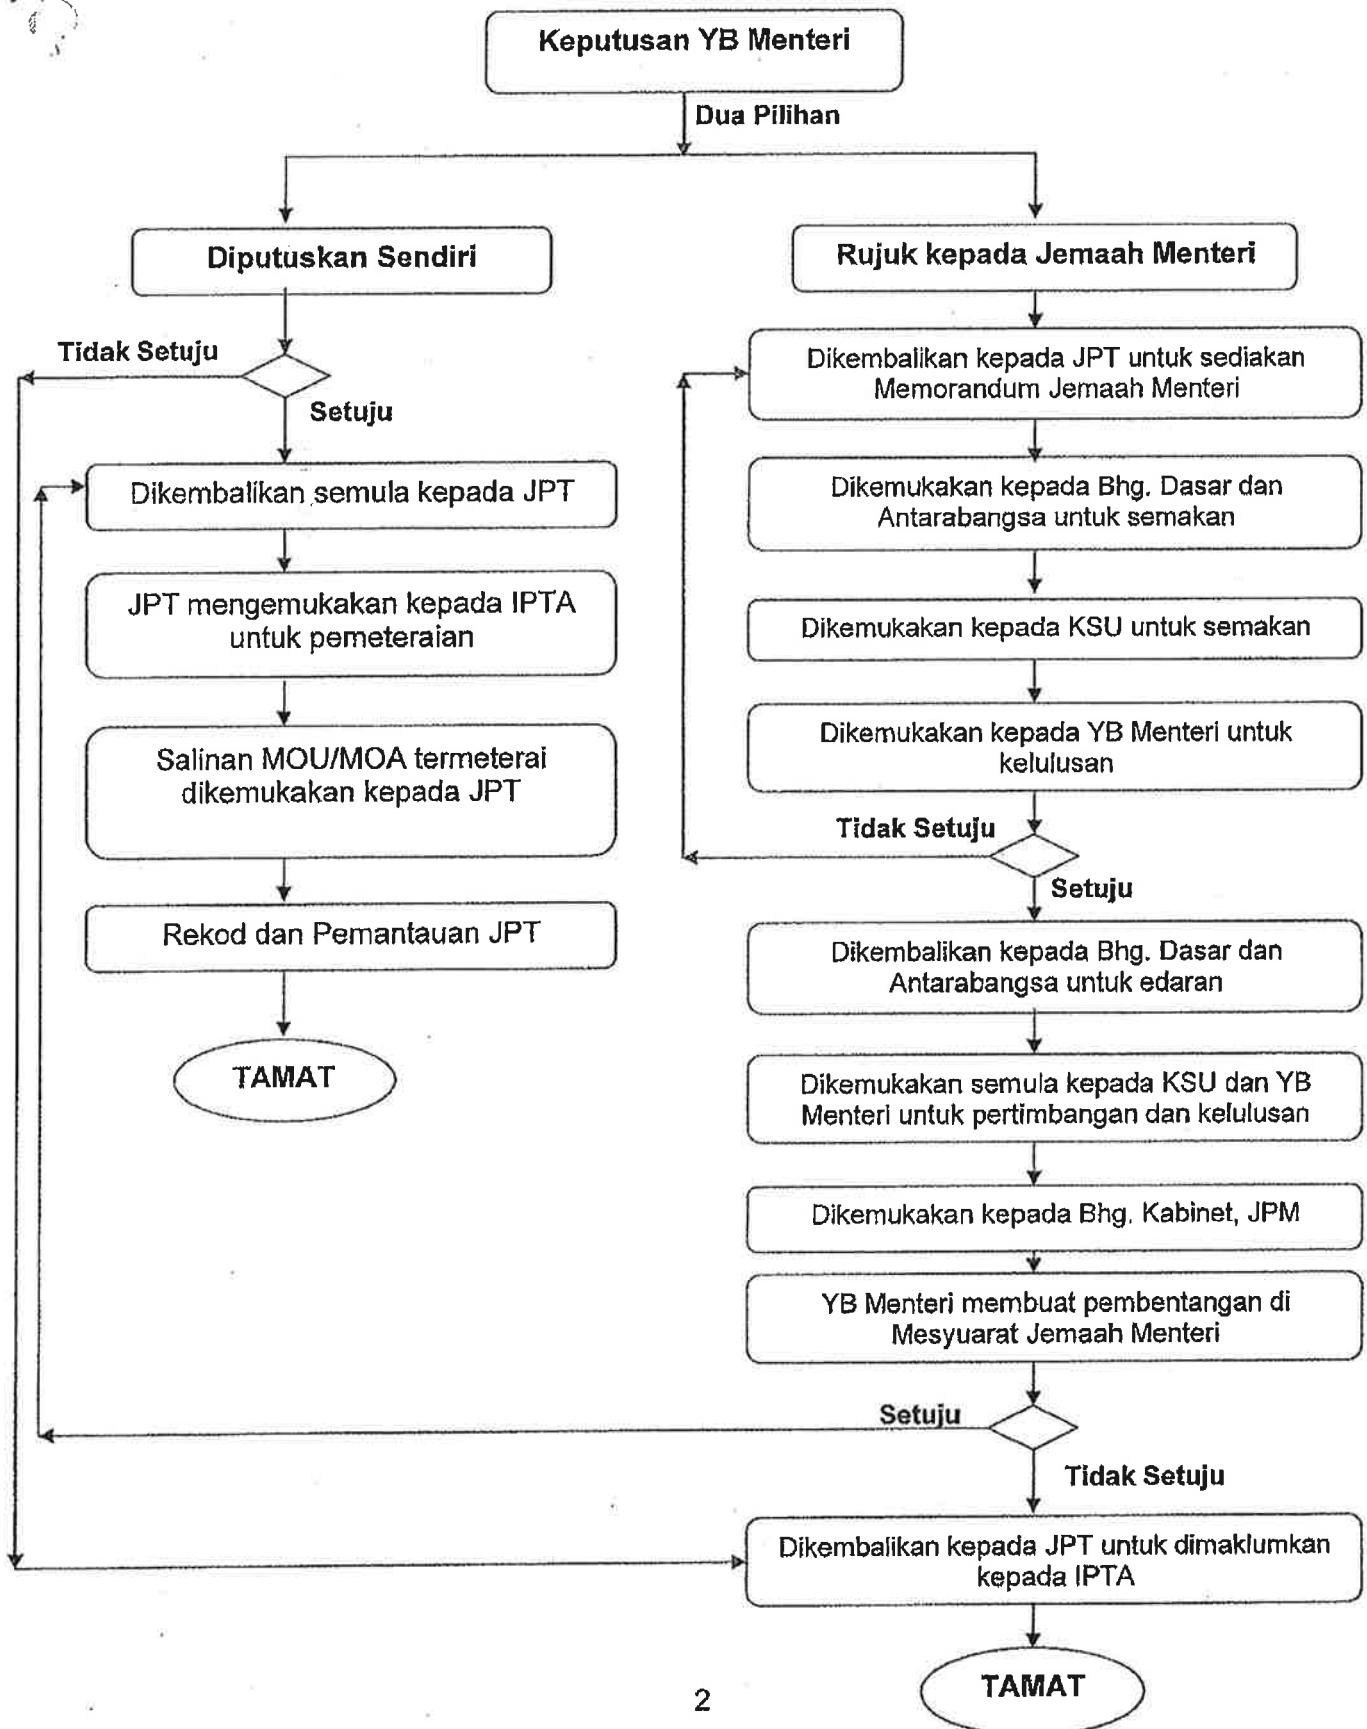 Keputusan YB Menteri
Dua Pilihan
Diputuskan Sendiri
Tidak Setuju
Setuju
Dikembalikan semula kepada JPT
JPT mengemukakan kepada IPTA
untuk pemeteraian
Salinan MOU/MOA termeterai
dikemukakan kepada JPT
Rekod dan Pemantauan JPT
TAMAT
Rujuk kepada Jemaah Menteri
Dikembalikan kepada JPT untuk sediakan
Memorandum Jemaah Menteri
Dikemukakan kepada Bhg. Dasar dan
Antarabangsa untuk semakan
Dikemukakan kepada KSU untuk semakan
Dikemukakan kepada YB Menteri untuk
kelulusan
Tidak Setuju
Setuju
Dikembalikan kepada Bhg. Dasar dan
Antarabangsa untuk edaran
Dikemukakan semula kepada KSU dan YB
Menteri untuk pertimbangan dan kelulusan
Dikemukakan kepada Bhg. Kabinet, JPM
YB Menteri membuat pembentangan di
Mesyuarat Jemaah Menteri
Setuju
Tidak Setuju
Dikembalikan kepada JPT untuk dimaklumkan
kepada IPTA
TAMAT
2